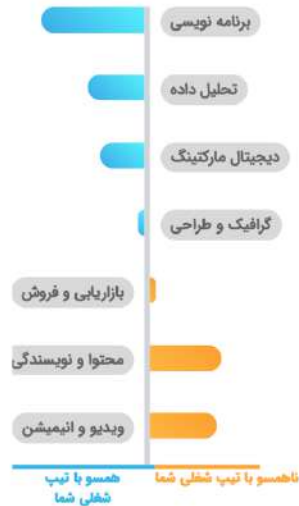 برنامه نویسی
تحلیل داده
دیجیتال مارکتینگ
گرافیک و طراحی
بازاریابی و فروش
محتوا و نویسندگی
ویدیو و انیمیشن
ناهمسو با تیپ شغلی شما
همسو با تیپ
شغلی شما